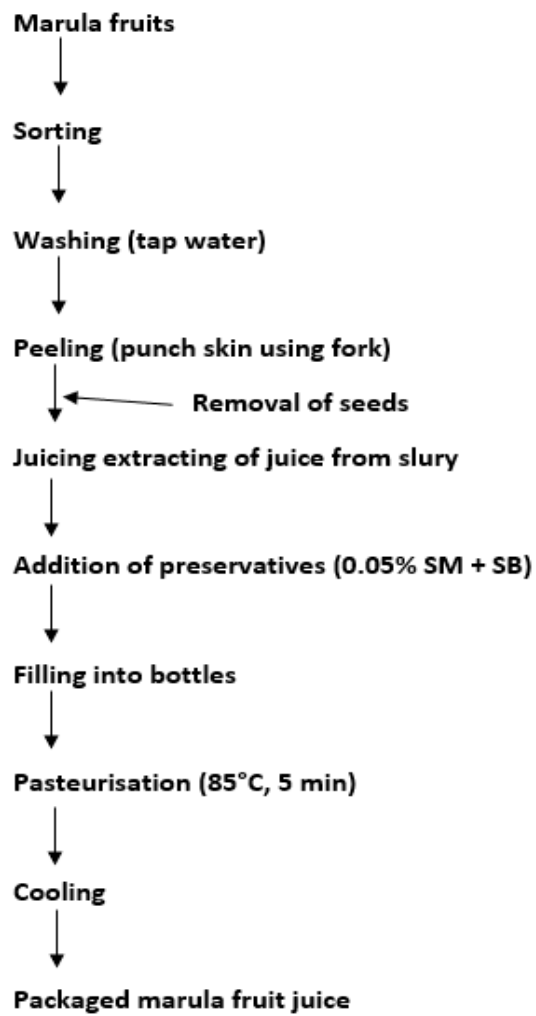 Marula fruits
Sorting
Washing (tap water)
Peeling (punch skin using fork)
Removal of seeds
Juicing extracting of juice from slury
Addition of preservatives (0.05% SM + SB)
Filling into bottles
Pasteurisation (85°C, 5 min)
Cooling
Packaged marula fruit juice